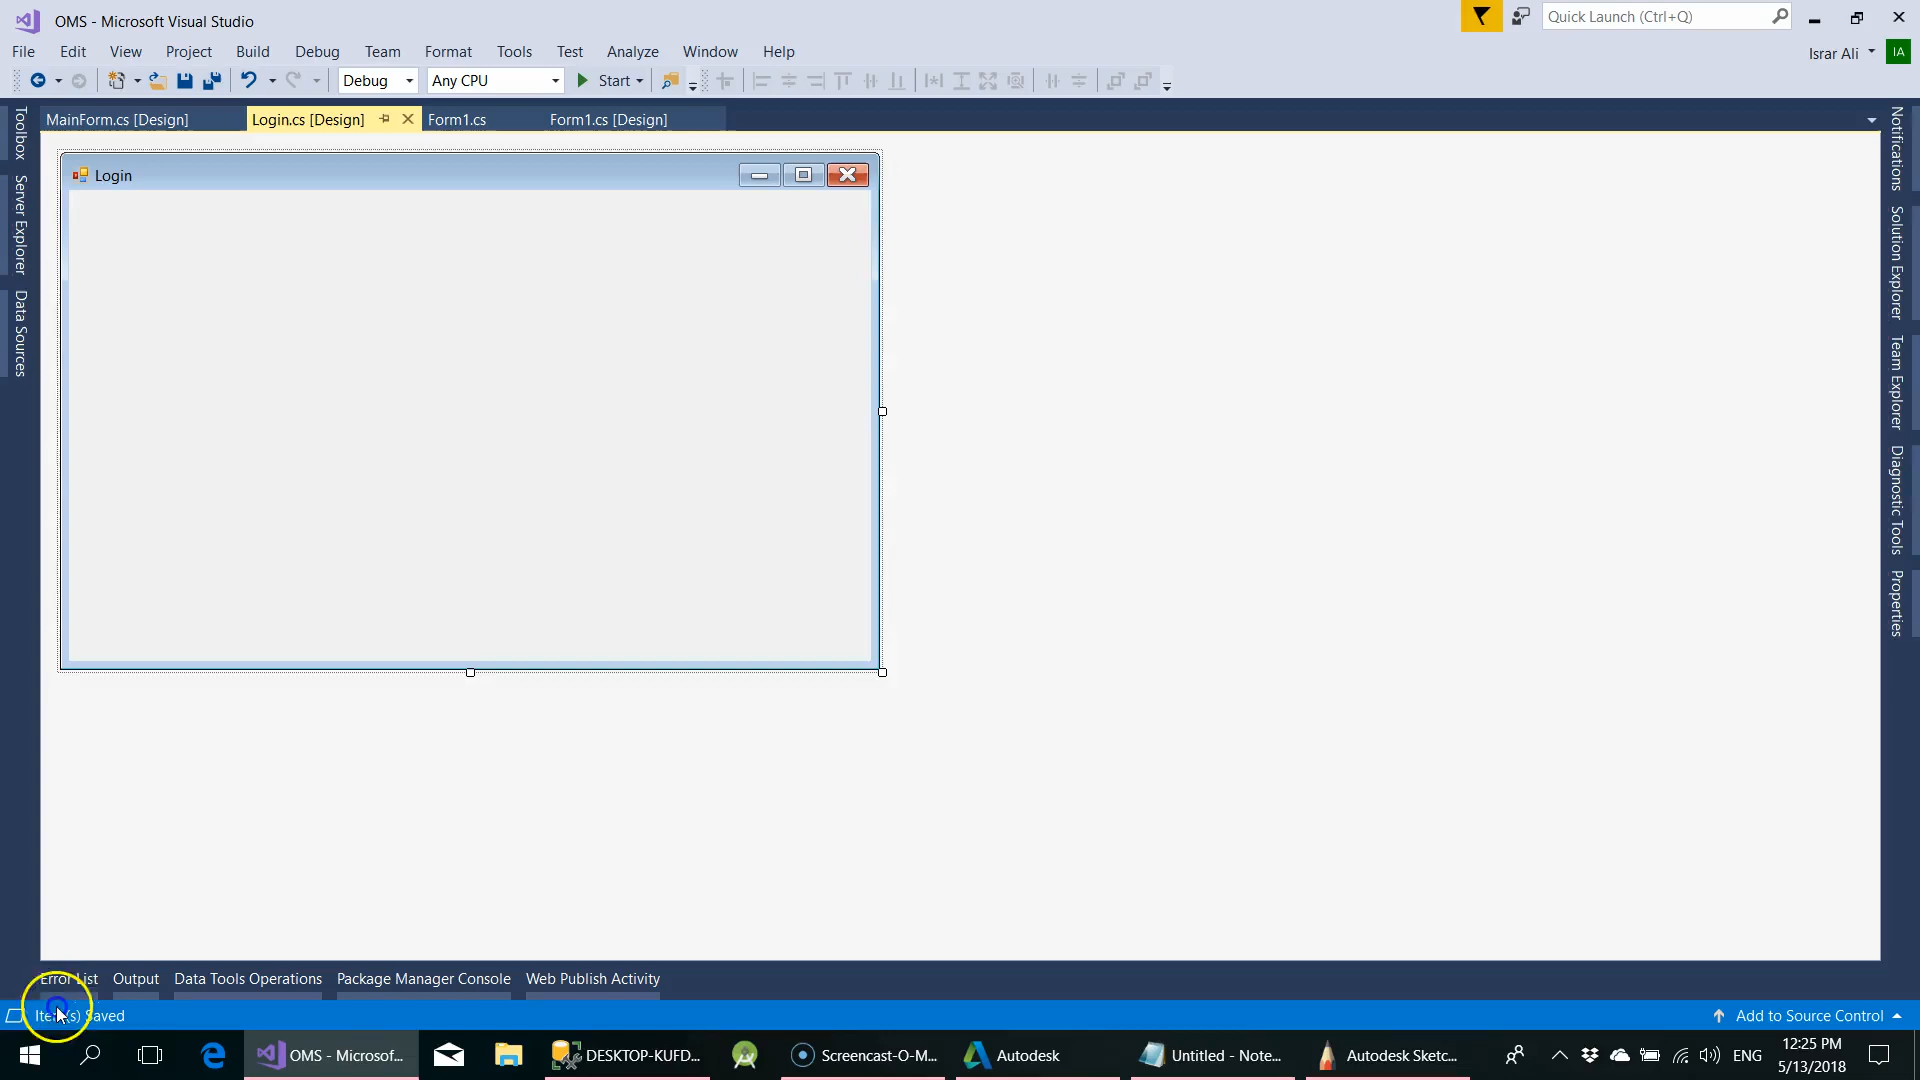 OMS - Microsoft Visual Studio
Quick Launch (Ctrl+Q)
File Edit View Project Build Debug Team Format Tools Test Analyze Window Help
Israr Ali IA
Debug Any CPU Start
MainForm.cs [Design] Login.cs [Design] Form1.cs Form1.cs [Design]
Toolbox
Server Explorer
Data Sources
Login
Notifications
Solution Explorer
Team Explorer
Diagnostic Tools
Properties
Error List Output Data Tools Operations Package Manager Console Web Publish Activity
Item(s) Saved
Add to Source Control
OMS - Microsof... DESKTOP-KUFD... Screencast-O-M... Autodesk Untitled - Note... Autodesk Sketc... ENG
12:25 PM
5/13/2018